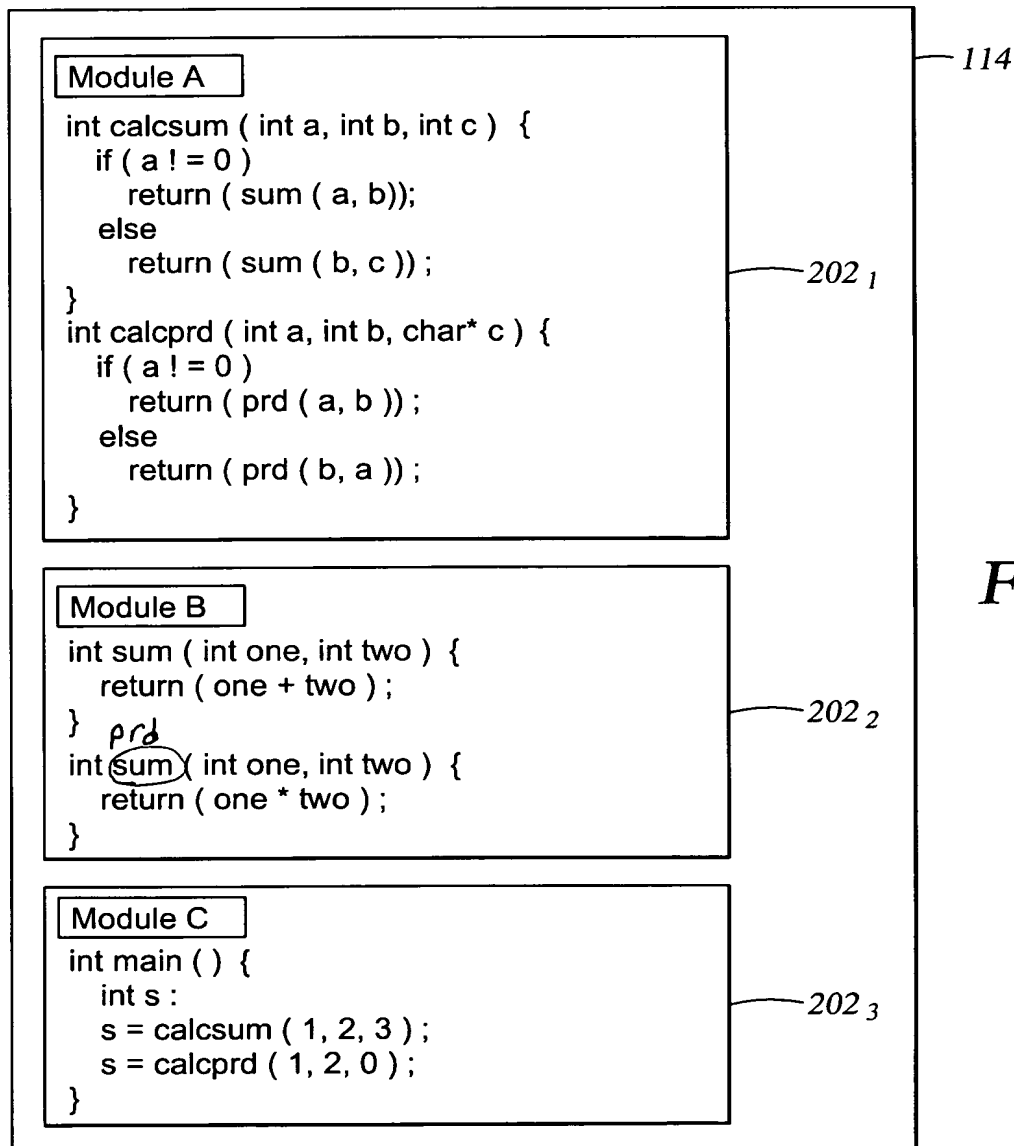 114
Module A
int calcsum ( int a, int b, int c ) {
if ( a ! = 0 )
return ( sum ( a, b));
else
return ( sum ( b, c )) ;
}
int calcprd ( int a, int b, char* c ) {
if ( a ! = 0 )
return ( prd ( a, b )) ;
else
return ( prd ( b, a )) ;
}
202 1
Module B
int sum ( int one, int two ) {
return ( one + two ) ;
}
prd
int sum ( int one, int two ) {
return ( one * two ) ;
}
202 2
F
Module C
int main ( ) {
int s :
s = calcsum ( 1, 2, 3 ) ;
s = calcprd ( 1, 2, 0 ) ;
}
202 3